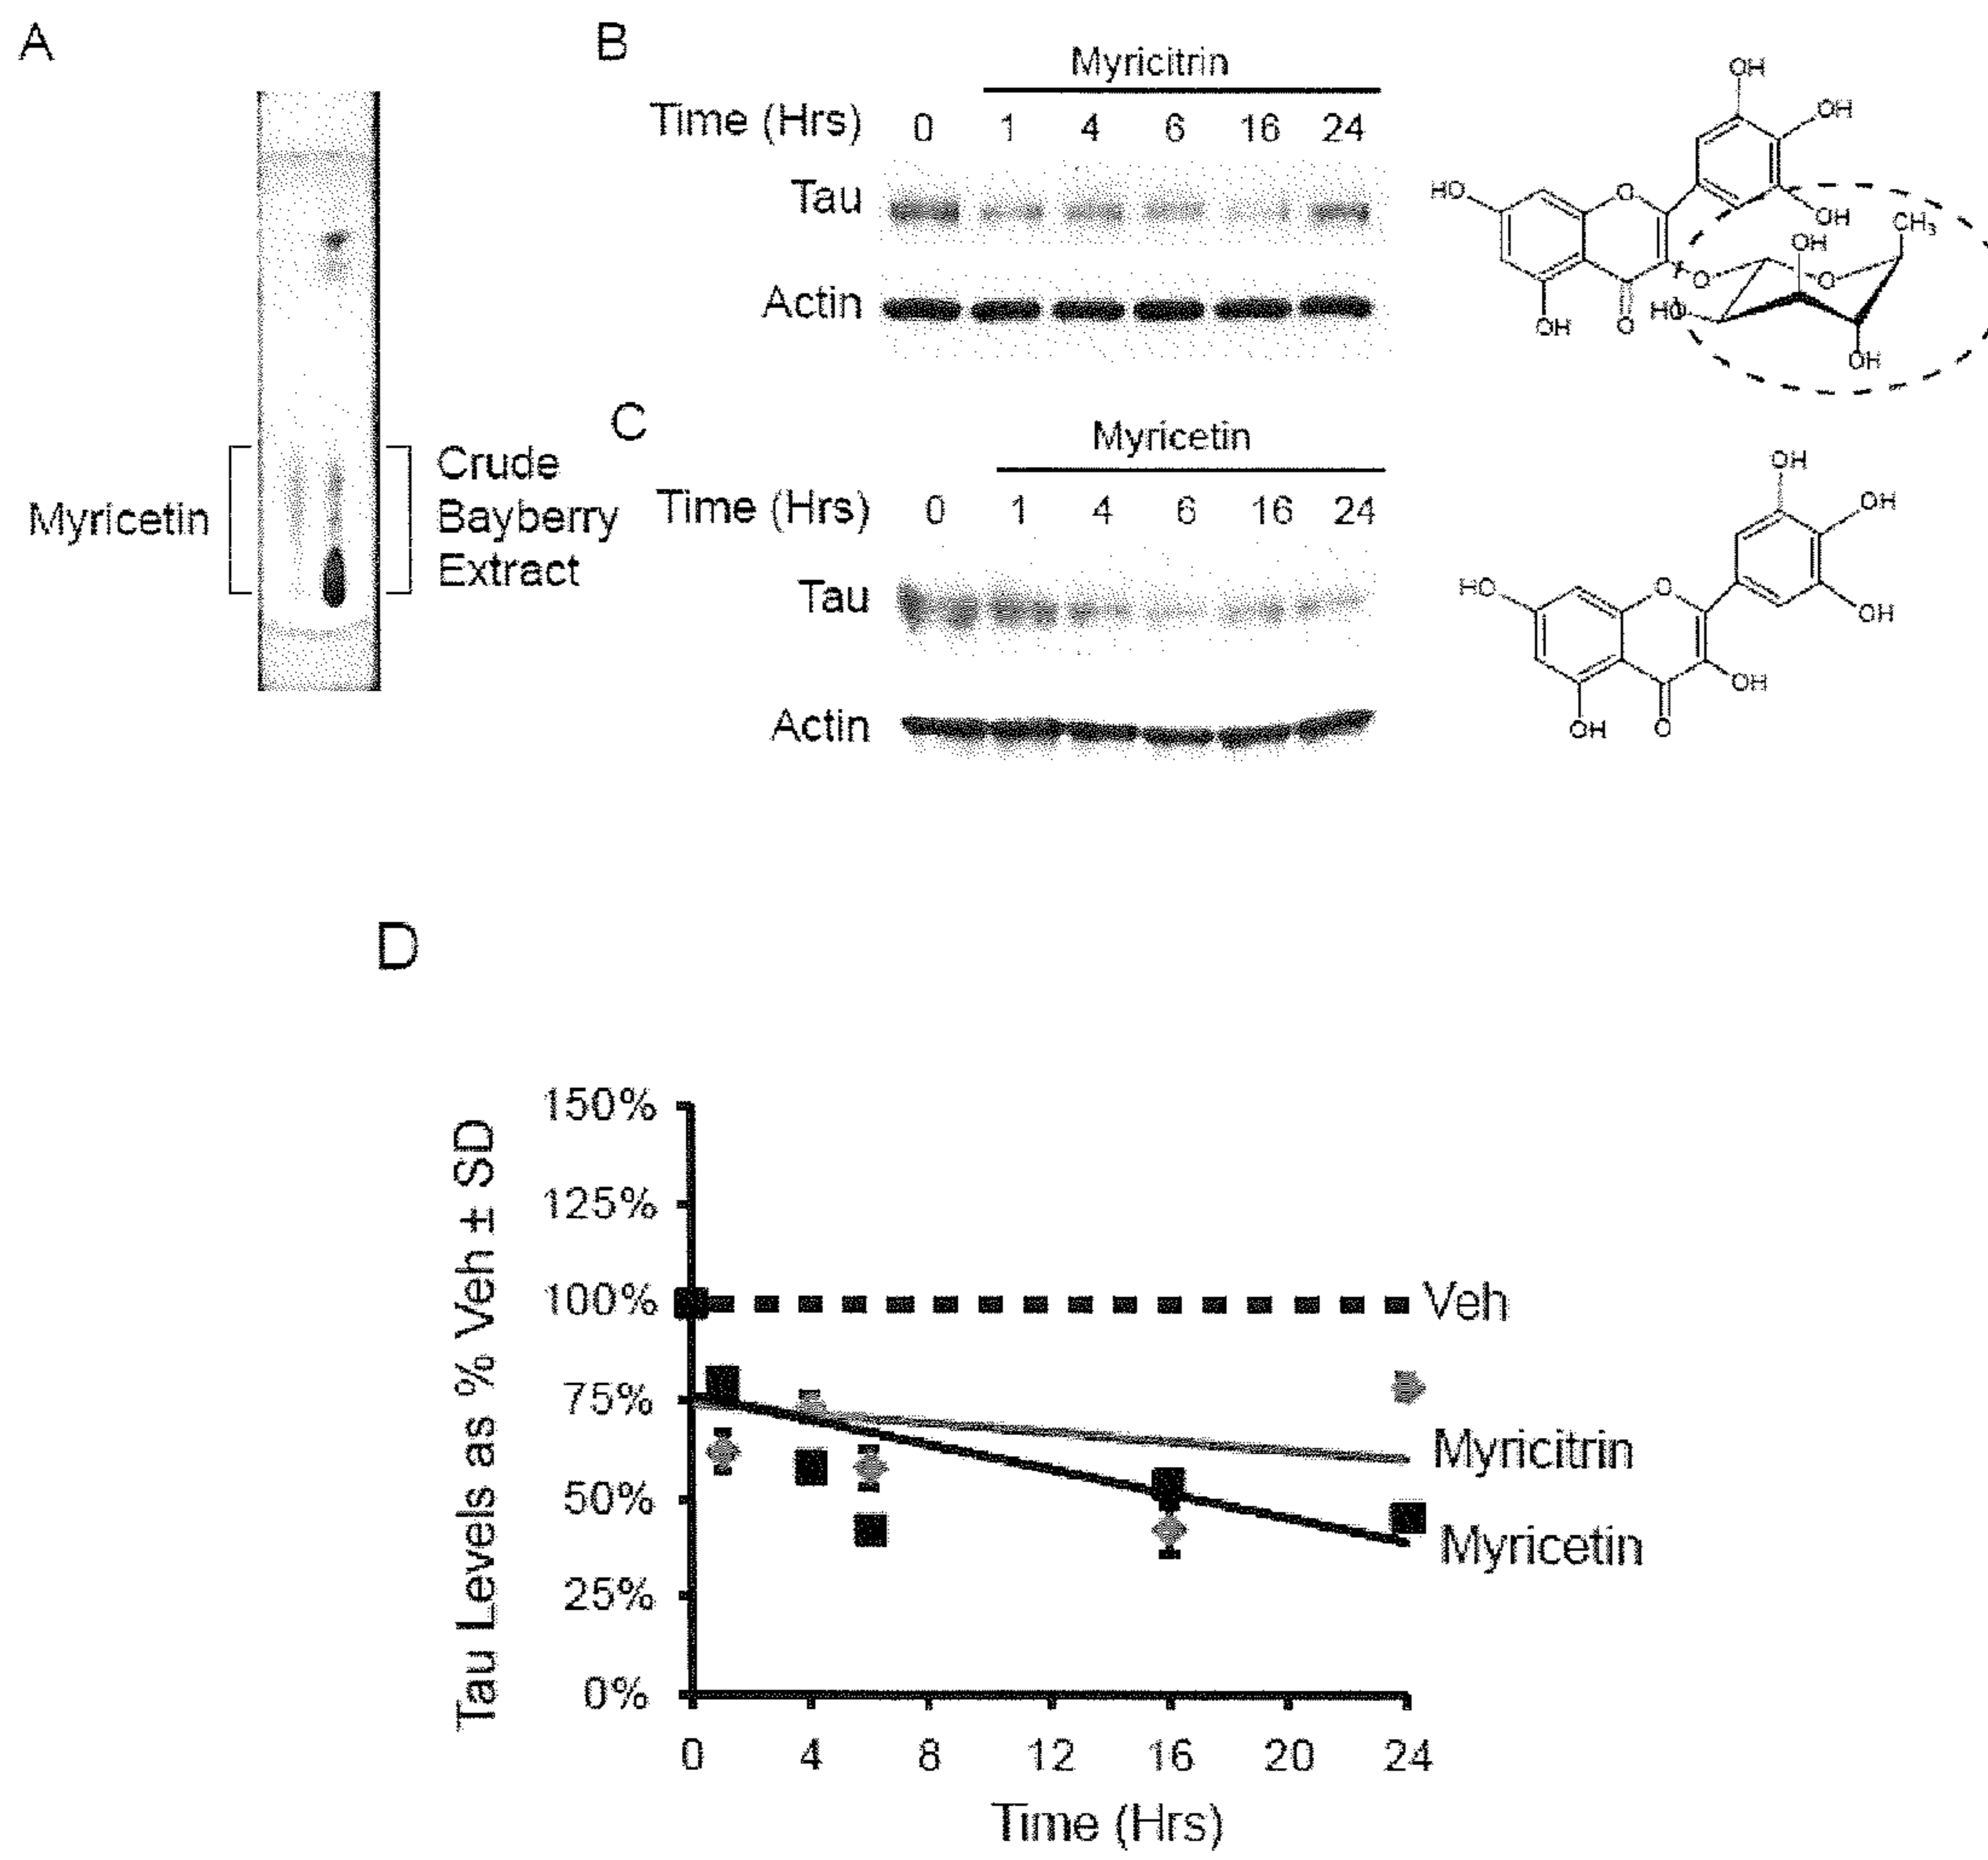 A
Myricetin
Crude
Bayberry
Extract
B
Myricitrin
Time (Hrs) 0 1 4 6 16 24
Tau
Actin
OH
OH
HO
O
OH
CH₃
OH
O
O
HO
OH
O
OH
C
Myricetin
Time (Hrs) 0 1 4 6 16 24
Tau
Actin
OH
OH
HO
O
OH
OH
OH
O
D
Tau Levels as % Veh ± SD
150%
125%
100%
75%
50%
25%
0%
Veh
Myricitrin
Myricetin
0 4 8 12 16 20 24
Time (Hrs)